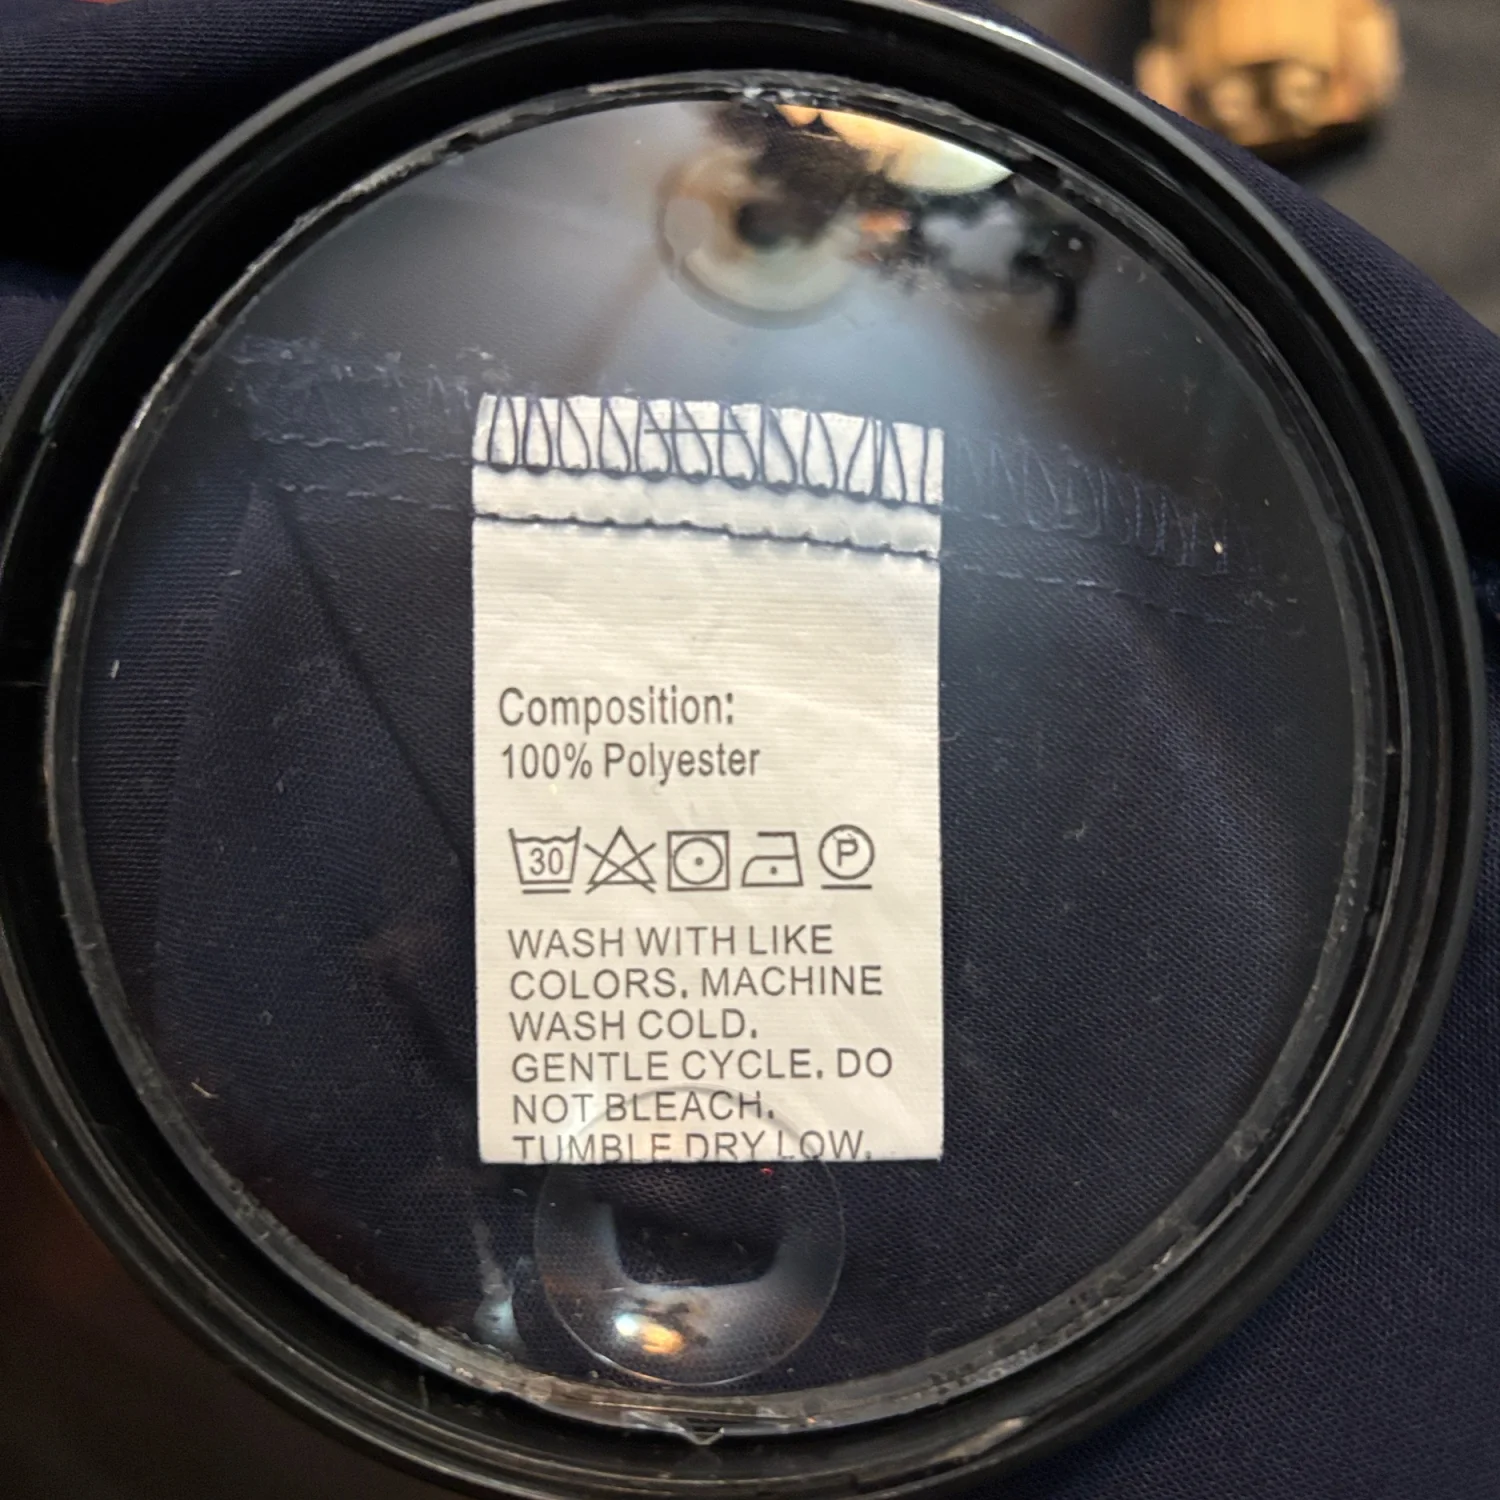 Composition:
100% Polyester
30
P
WASH WITH LIKE
COLORS. MACHINE
WASH COLD.
GENTLE CYCLE. DO
NOT BLEACH.
TUMBLE DRY LOW.